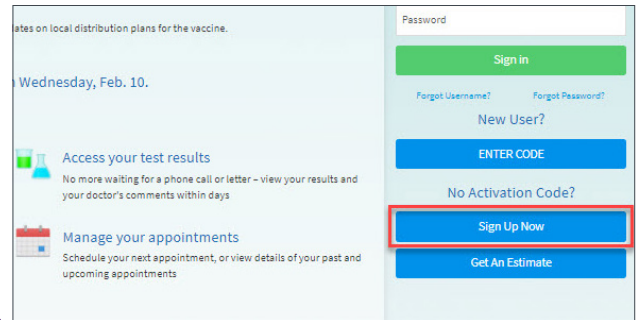 ates on local distribution plans for the vaccine.
Wednesday, Feb. 10.
Access your test results
No more waiting for a phone call or letter – view your results and
your doctor's comments within days
Manage your appointments
Schedule your next appointment, or view details of your past and
upcoming appointments
Password
Sign in
Forgot Username? Forgot Password?
New User?
ENTER CODE
No Activation Code?
Sign Up Now
Get An Estimate